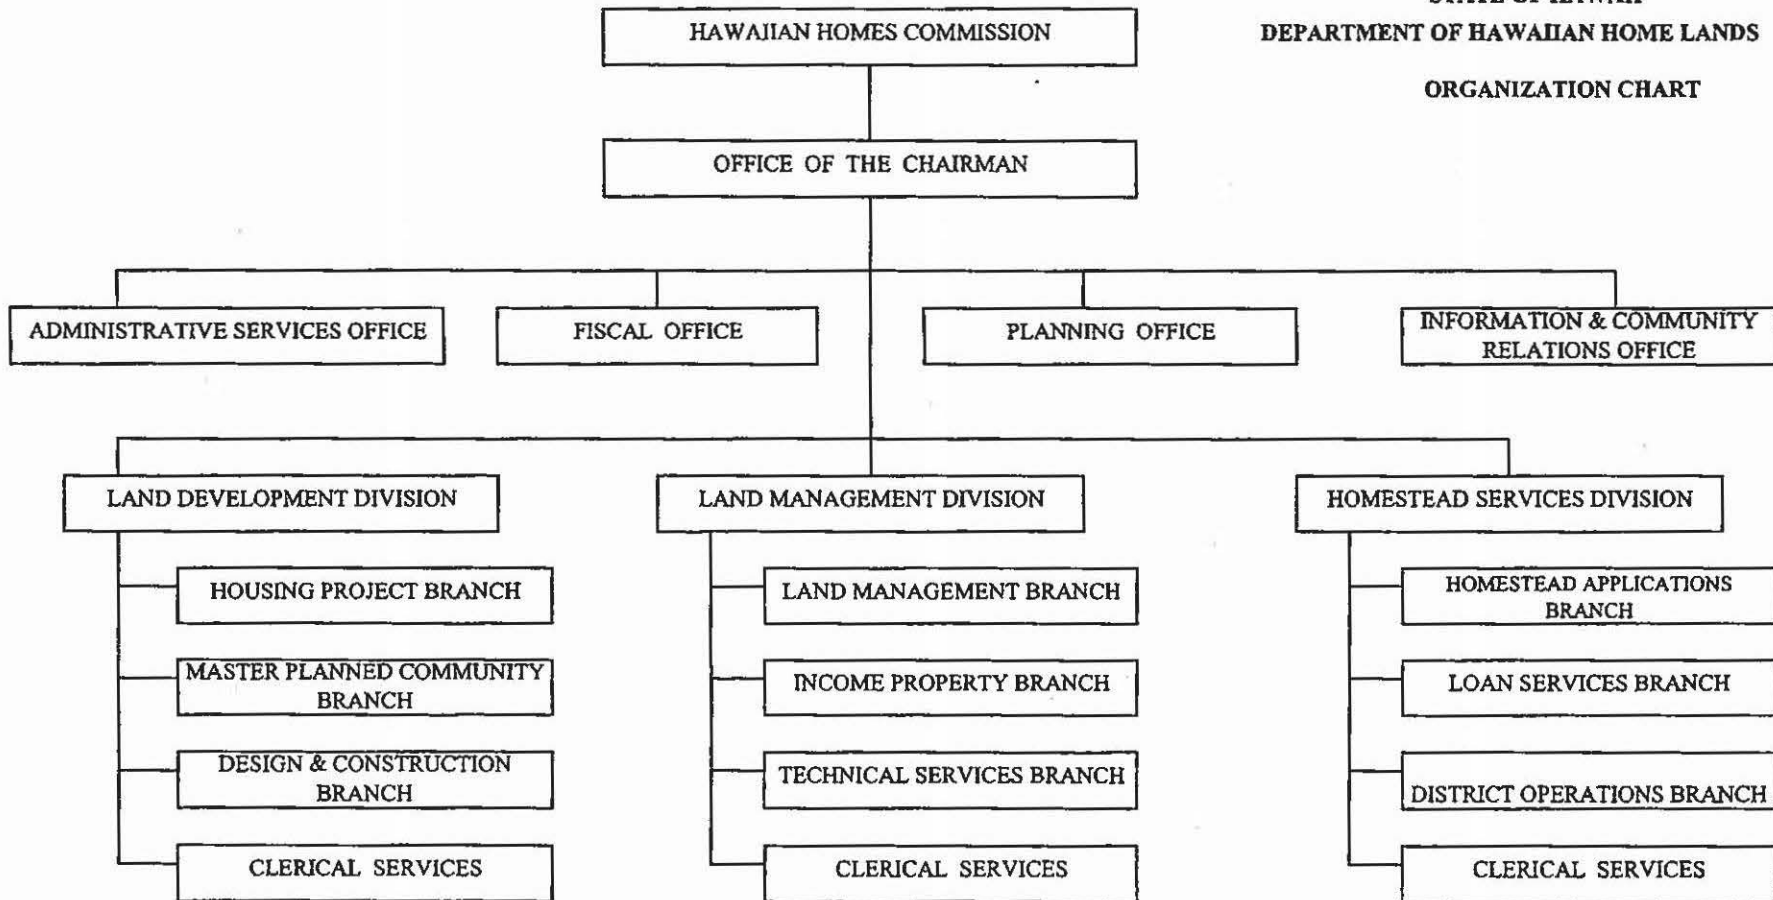 HAWAIIAN HOMES COMMISSION
DEPARTMENT OF HAWAIIAN HOME LANDS
ORGANIZATION CHART
OFFICE OF THE CHAIRMAN
ADMINISTRATIVE SERVICES OFFICE
FISCAL OFFICE
PLANNING OFFICE
INFORMATION & COMMUNITY
RELATIONS OFFICE
LAND DEVELOPMENT DIVISION
LAND MANAGEMENT DIVISION
HOMESTEAD SERVICES DIVISION
HOUSING PROJECT BRANCH
LAND MANAGEMENT BRANCH
HOMESTEAD APPLICATIONS
BRANCH
MASTER PLANNED COMMUNITY
BRANCH
INCOME PROPERTY BRANCH
LOAN SERVICES BRANCH
DESIGN & CONSTRUCTION
BRANCH
TECHNICAL SERVICES BRANCH
DISTRICT OPERATIONS BRANCH
CLERICAL SERVICES
CLERICAL SERVICES
CLERICAL SERVICES